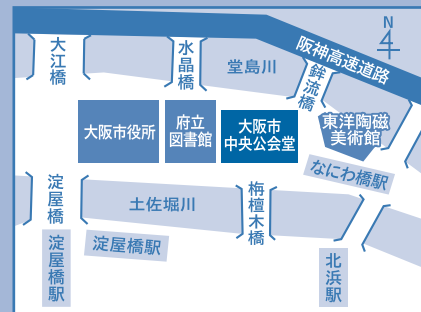 N
4
大江橋
水晶橋
堂島川
阪神高速道路
鉾流橋
大阪市役所
府立
図書館
大阪市
中央公会堂
東洋陶磁
美術館
なにわ橋駅
淀屋橋
土佐堀川
栴檀木橋
淀屋橋駅
淀屋橋駅
北浜駅